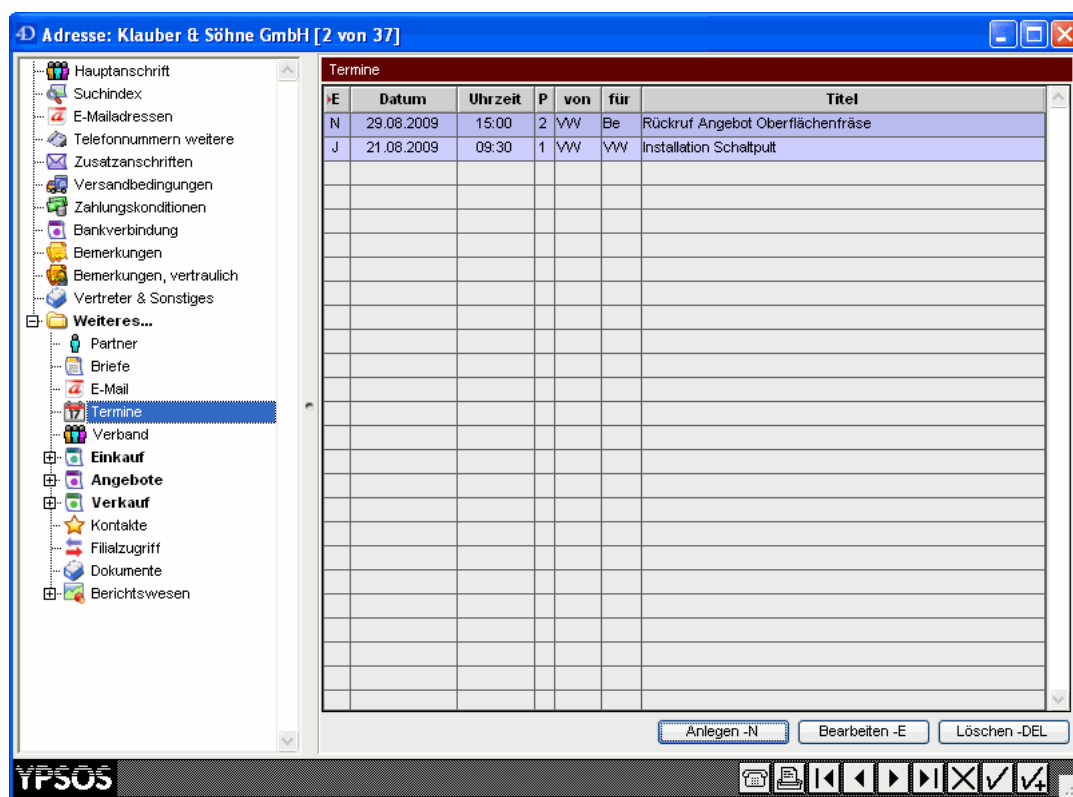 Adresse: Klauber & Söhne GmbH [2 von 37]
Hauptanschrift
Suchindex
E-Mailadressen
Telefonnummern weitere
Zusatzanschriften
Versandbedingungen
Zahlungskonditionen
Bankverbindung
Bemerkungen
Bemerkungen, vertraulich
Vertreter & Sonstiges
Weiteres...
Partner
Briefe
E-Mail
Termine
Verband
Einkauf
Angebote
Verkauf
Kontakte
Filialzugriff
Dokumente
Berichtswesen
Termine
E Datum Uhrzeit P von für Titel
N 29.08.2009 15:00 2 VW Be Rückruf Angebot Oberflächenfräse
J 21.08.2009 09:30 1 VW VW Installation Schaltpult
Anlegen -N Bearbeiten -E Löschen -DEL
YPSOS